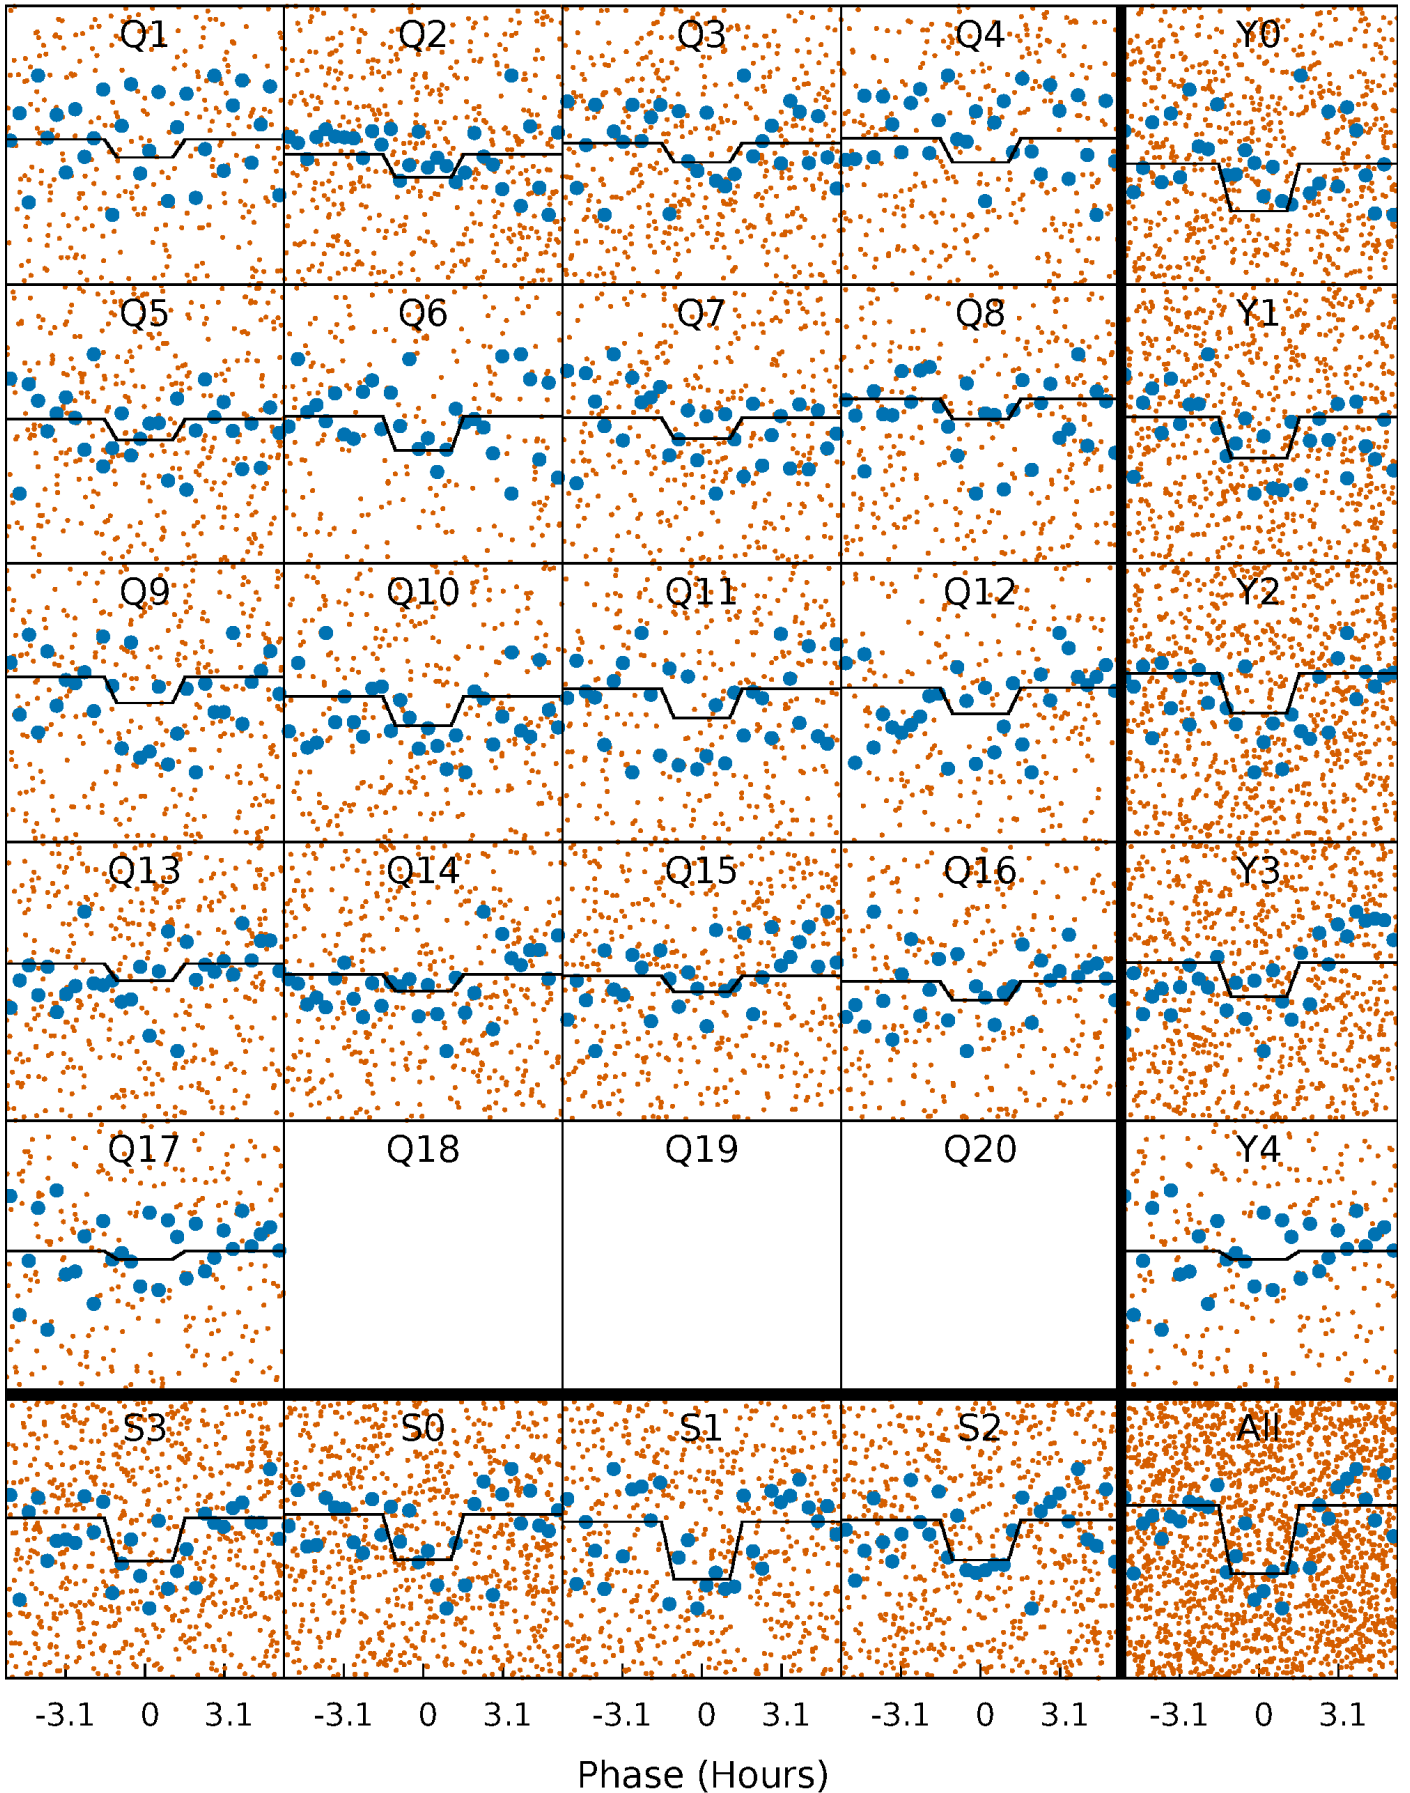 Q1 Q2 Q3 Q4 Y0
Q5 Q6 Q7 Q8 Y1
Q9 Q10 Q11 Q12 Y2
Q13 Q14 Q15 Q16 Y3
Q17 Q18 Q19 Q20 Y4
S3 S0 S1 S2 All
-3.1 0 3.1 -3.1 0 3.1 -3.1 0 3.1 -3.1 0 3.1 -3.1 0 3.1
Phase (Hours)